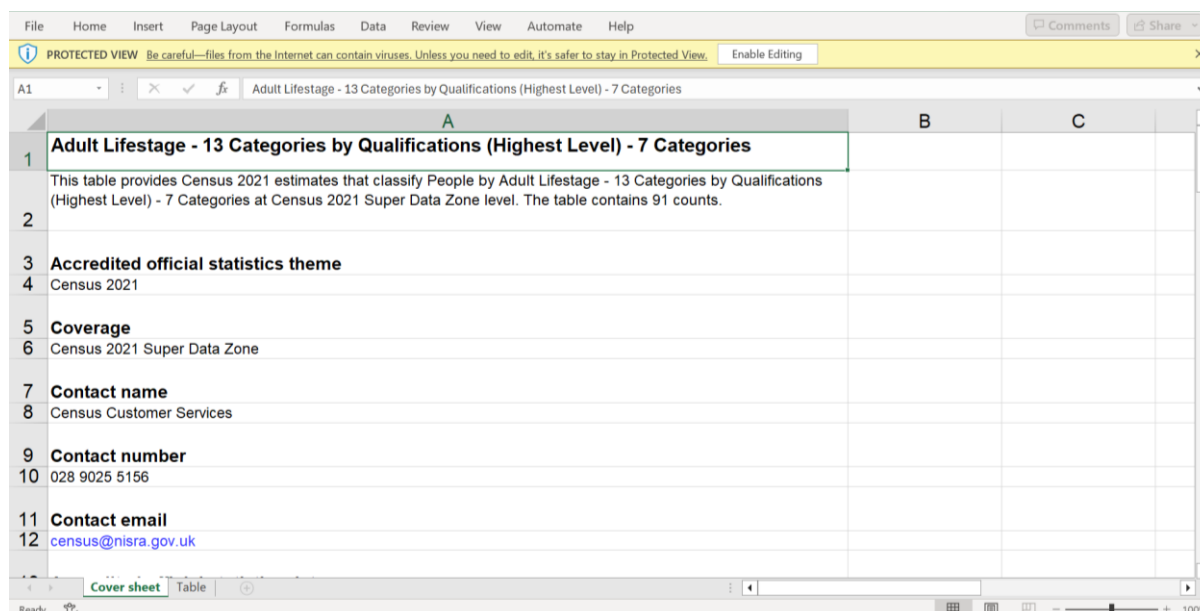 File Home Insert Page Layout Formulas Data Review View Automate Help Comments Share
PROTECTED VIEW Be careful—files from the Internet can contain viruses. Unless you need to edit, it's safer to stay in Protected View. Enable Editing
A1 fx Adult Lifestage - 13 Categories by Qualifications (Highest Level) - 7 Categories
A B C
1 Adult Lifestage - 13 Categories by Qualifications (Highest Level) - 7 Categories
This table provides Census 2021 estimates that classify People by Adult Lifestage - 13 Categories by Qualifications
(Highest Level) - 7 Categories at Census 2021 Super Data Zone level. The table contains 91 counts.
2
3 Accredited official statistics theme
4 Census 2021
5 Coverage
6 Census 2021 Super Data Zone
7 Contact name
8 Census Customer Services
9 Contact number
10 028 9025 5156
11 Contact email
12 census@nisra.gov.uk
Cover sheet Table
Ready